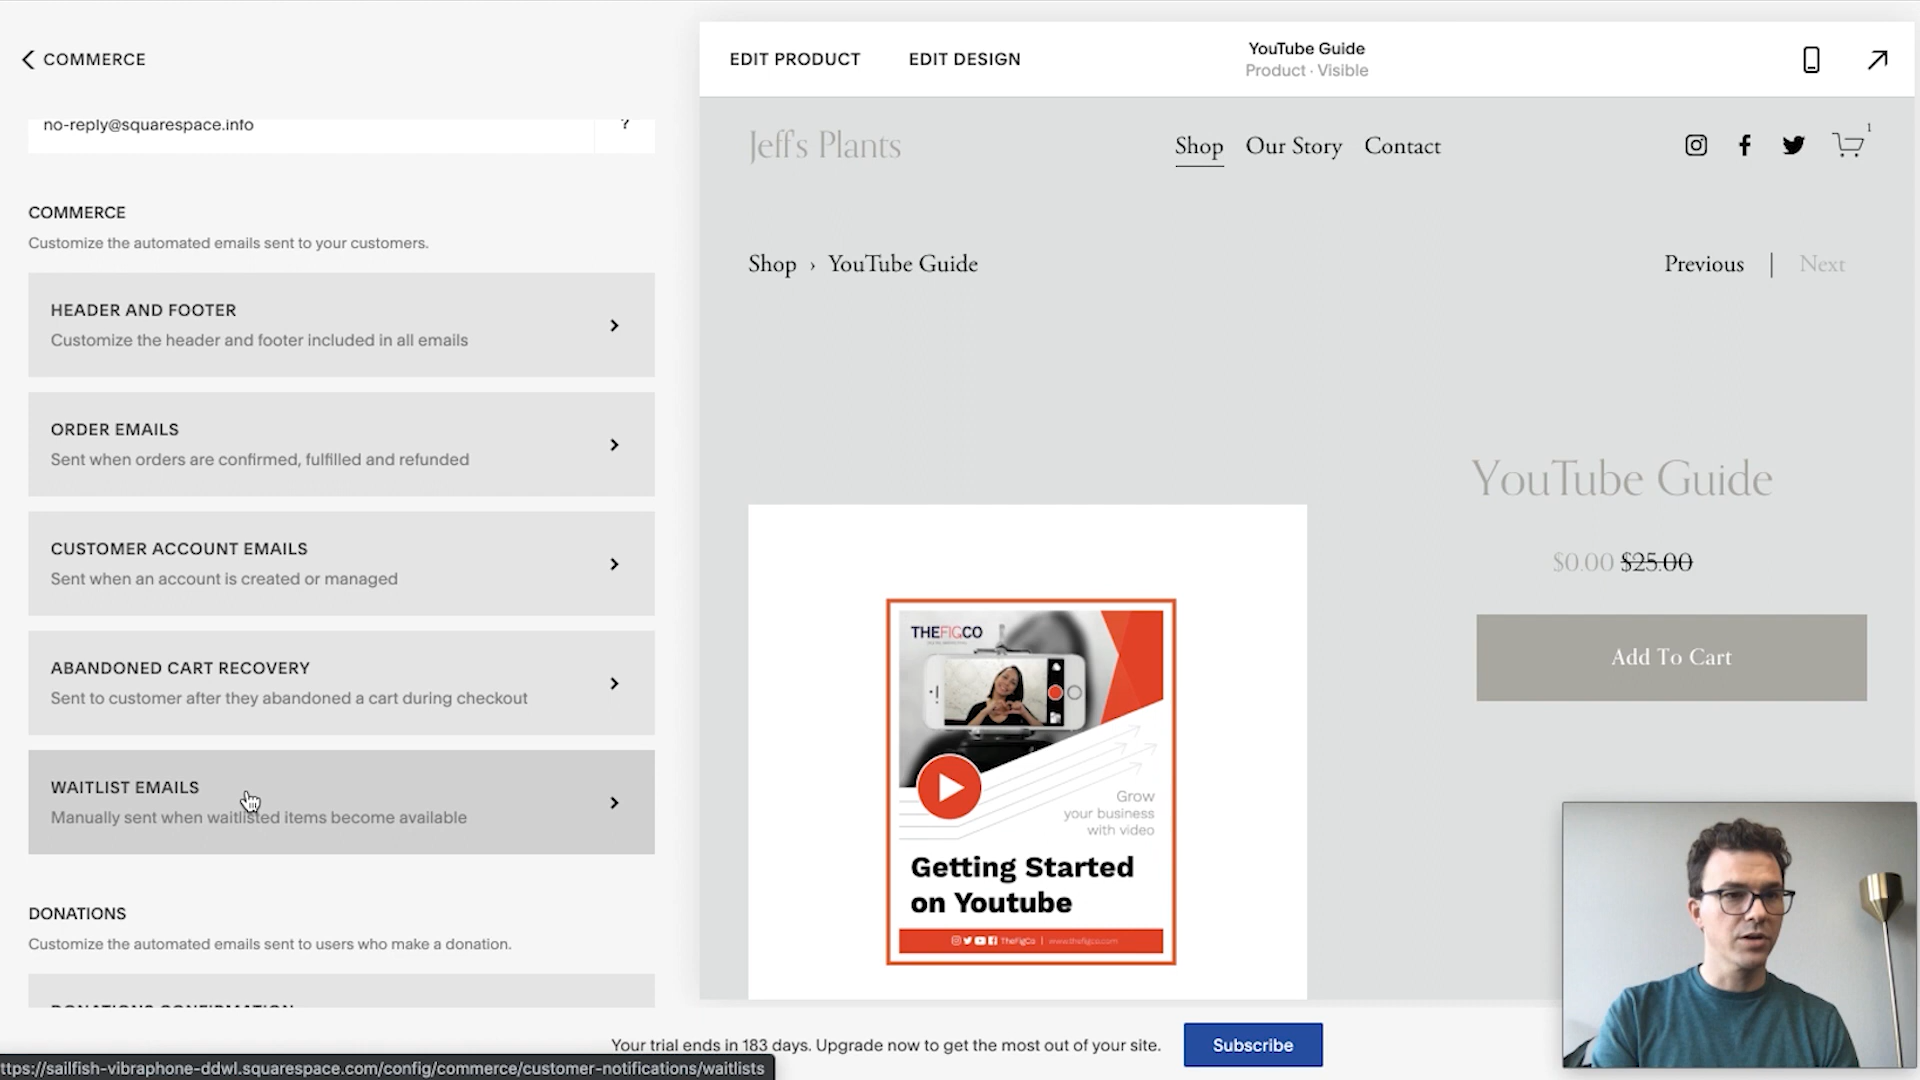 COMMERCE
no-reply@squarespace.info
?
COMMERCE
Customize the automated emails sent to your customers.
HEADER AND FOOTER
Customize the header and footer included in all emails
ORDER EMAILS
Sent when orders are confirmed, fulfilled and refunded
CUSTOMER ACCOUNT EMAILS
Sent when an account is created or managed
ABANDONED CART RECOVERY
Sent to customer after they abandoned a cart during checkout
WAITLIST EMAILS
Manually sent when waitlisted items become available
DONATIONS
Customize the automated emails sent to users who make a donation.
DONATIONS CONFIRMATION
EDIT PRODUCT
EDIT DESIGN
YouTube Guide
Product · Visible
Jeff's Plants
Shop Our Story Contact
1
Shop › YouTube Guide
Previous | Next
YouTube Guide
$0.00 $25.00
Add To Cart
THEFIGCO
Grow
your business
with video
Getting Started
on Youtube
TheFigCo | www.thefigco.com
Your trial ends in 183 days. Upgrade now to get the most out of your site.
Subscribe
ttps://sailfish-vibraphone-ddwl.squarespace.com/config/commerce/customer-notifications/waitlists